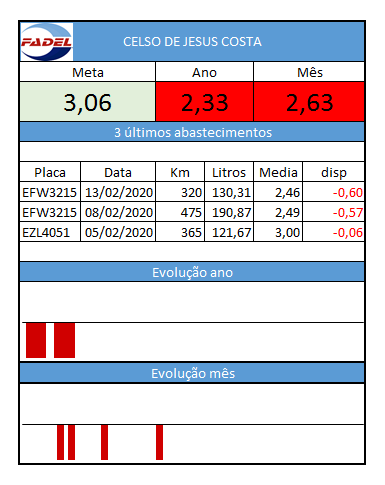 FADEL
CELSO DE JESUS COSTA
Meta Ano Mês
3,06 2,33 2,63
3 últimos abastecimentos
Placa Data Km Litros Media disp
EFW3215 13/02/2020 320 130,31 2,46 -0,60
EFW3215 08/02/2020 475 190,87 2,49 -0,57
EZL4051 05/02/2020 365 121,67 3,00 -0,06
Evolução ano
Evolução mês